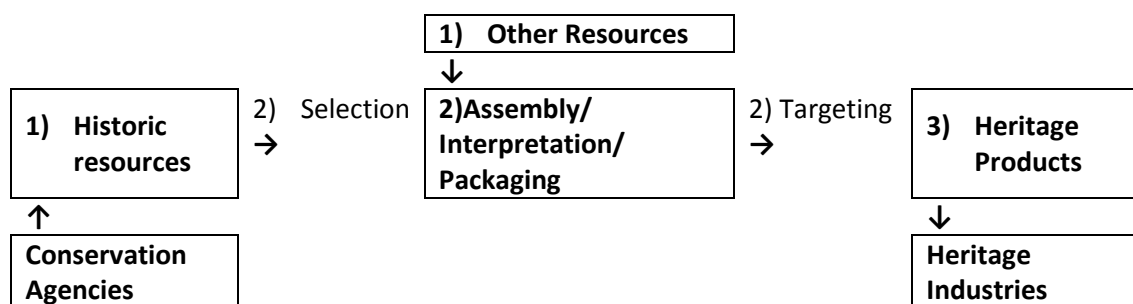 1) Other Resources
↓
1) Historic
resources
2) Selection
→
2)Assembly/
Interpretation/
Packaging
2) Targeting
→
3) Heritage
Products
↑
↓
Conservation
Agencies
Heritage
Industries